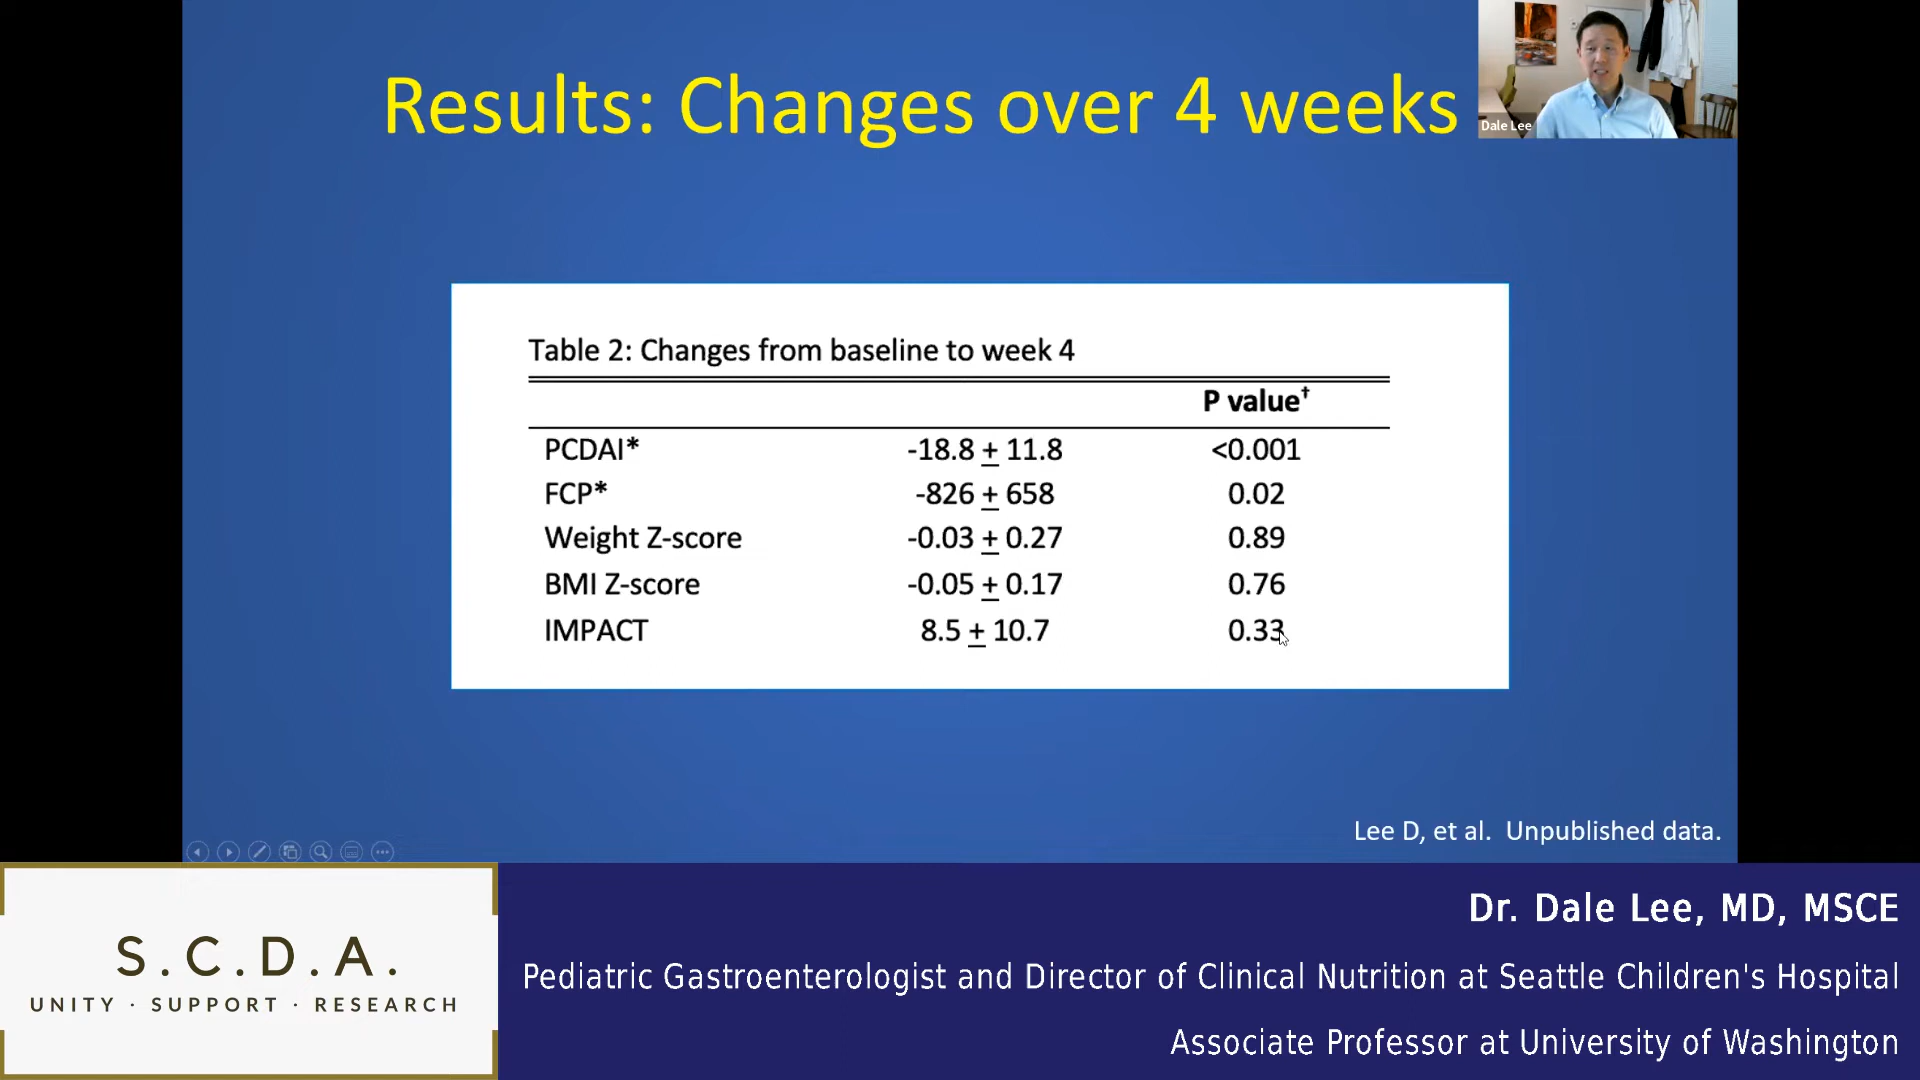 Results: Changes over 4 weeks
Dale Lee
Table 2: Changes from baseline to week 4
P value†
PCDAI* -18.8 ± 11.8 <0.001
FCP* -826 ± 658 0.02
Weight Z-score -0.03 ± 0.27 0.89
BMI Z-score -0.05 ± 0.17 0.76
IMPACT 8.5 ± 10.7 0.33
Lee D, et al. Unpublished data.
S.C.D.A.
UNITY · SUPPORT · RESEARCH
Dr. Dale Lee, MD, MSCE
Pediatric Gastroenterologist and Director of Clinical Nutrition at Seattle Children's Hospital
Associate Professor at University of Washington